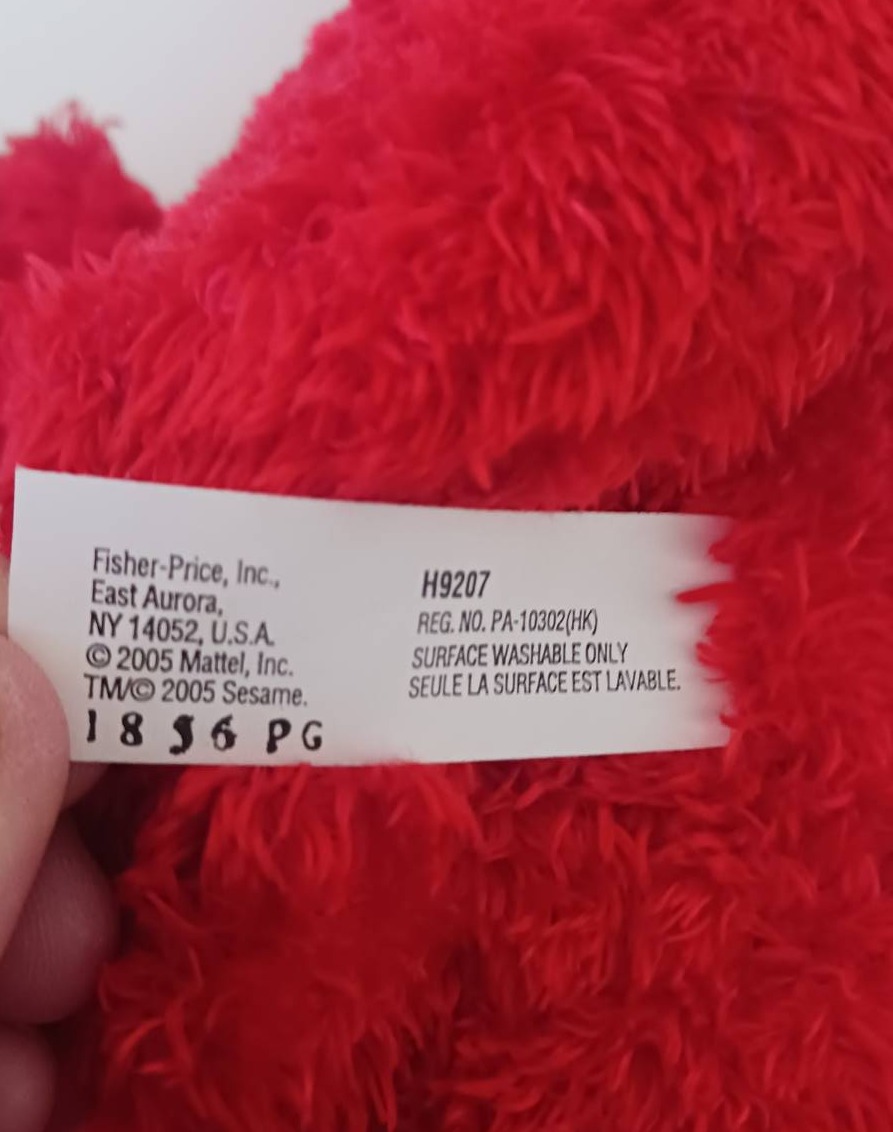 Fisher-Price, Inc.,
East Aurora,
NY 14052, U.S.A.
© 2005 Mattel, Inc.
TM/© 2005 Sesame.
1856 PG
H9207
REG. NO. PA-10302(HK)
SURFACE WASHABLE ONLY
SEULE LA SURFACE EST LAVABLE.